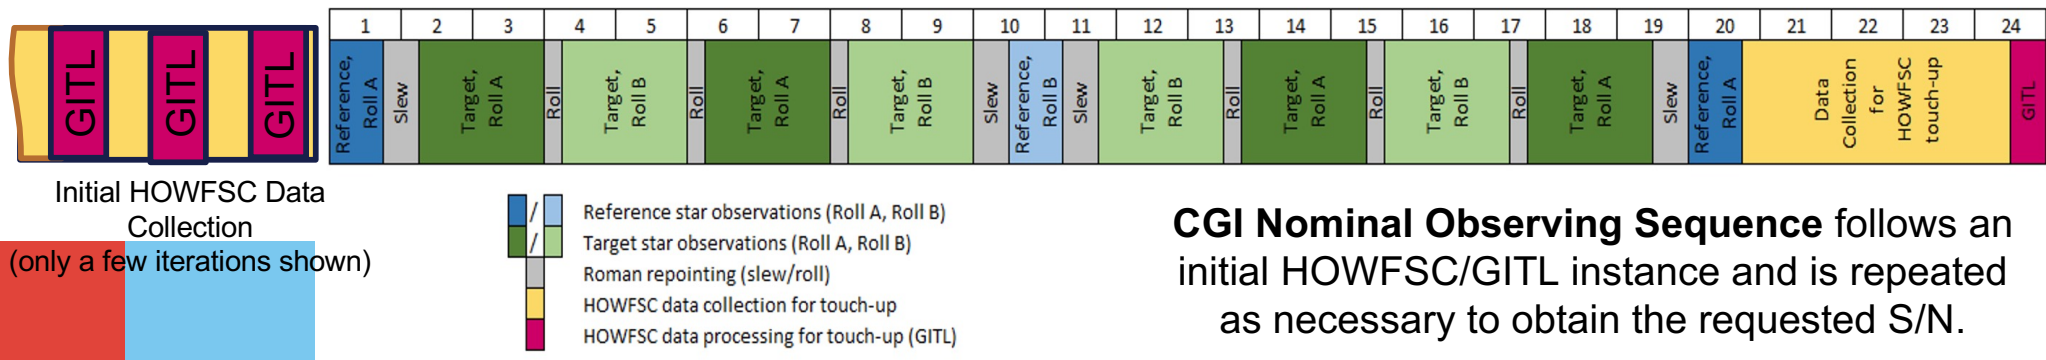 1 2 3 4 5 6 7 8 9 10 11 12 13 14 15 16 17 18 19 20 21 22 23 24
GITL
GITL
GITL
Reference,
Roll A
Slew
Target,
Roll A
Roll
Target,
Roll B
Roll
Target,
Roll A
Roll
Target,
Roll B
Slew
Reference,
Roll B
Slew
Target,
Roll B
Roll
Target,
Roll A
Roll
Target,
Roll B
Roll
Target,
Roll A
Slew
Reference,
Roll A
Data
Collection
for
HOWFSC
touch-up
GITL
Initial HOWFSC Data
Collection
(only a few iterations shown)
/ Reference star observations (Roll A, Roll B)
/ Target star observations (Roll A, Roll B)
Roman repointing (slew/roll)
HOWFSC data collection for touch-up
HOWFSC data processing for touch-up (GITL)
CGI Nominal Observing Sequence follows an
initial HOWFSC/GITL instance and is repeated
as necessary to obtain the requested S/N.